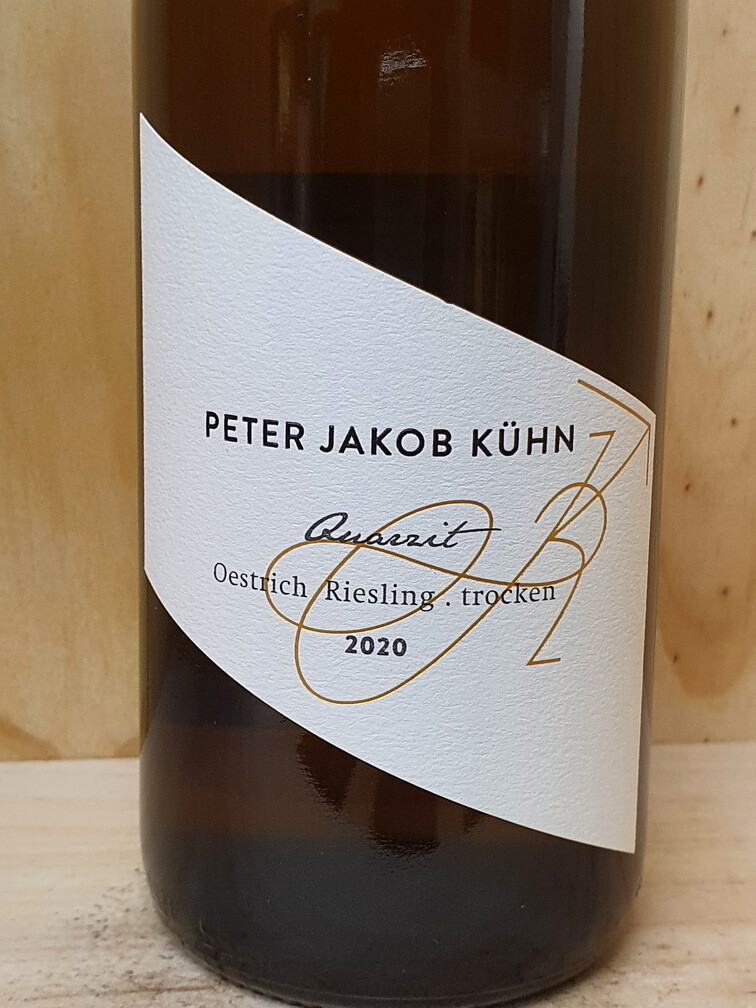 PETER JAKOB KÜHN
Quarzit
Oestrich Riesling . trocken
2020